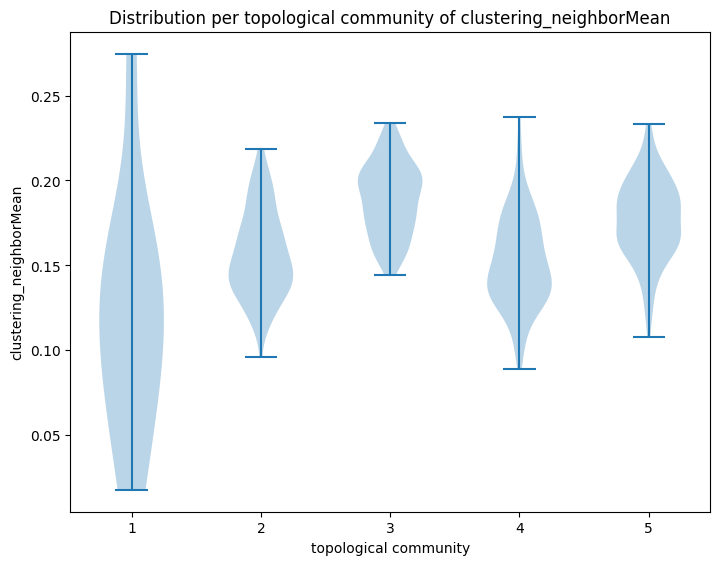 Distribution per topological community of clustering_neighborMean
clustering_neighborMean
0.25
0.20
0.15
0.10
0.05
1 2 3 4 5
topological community